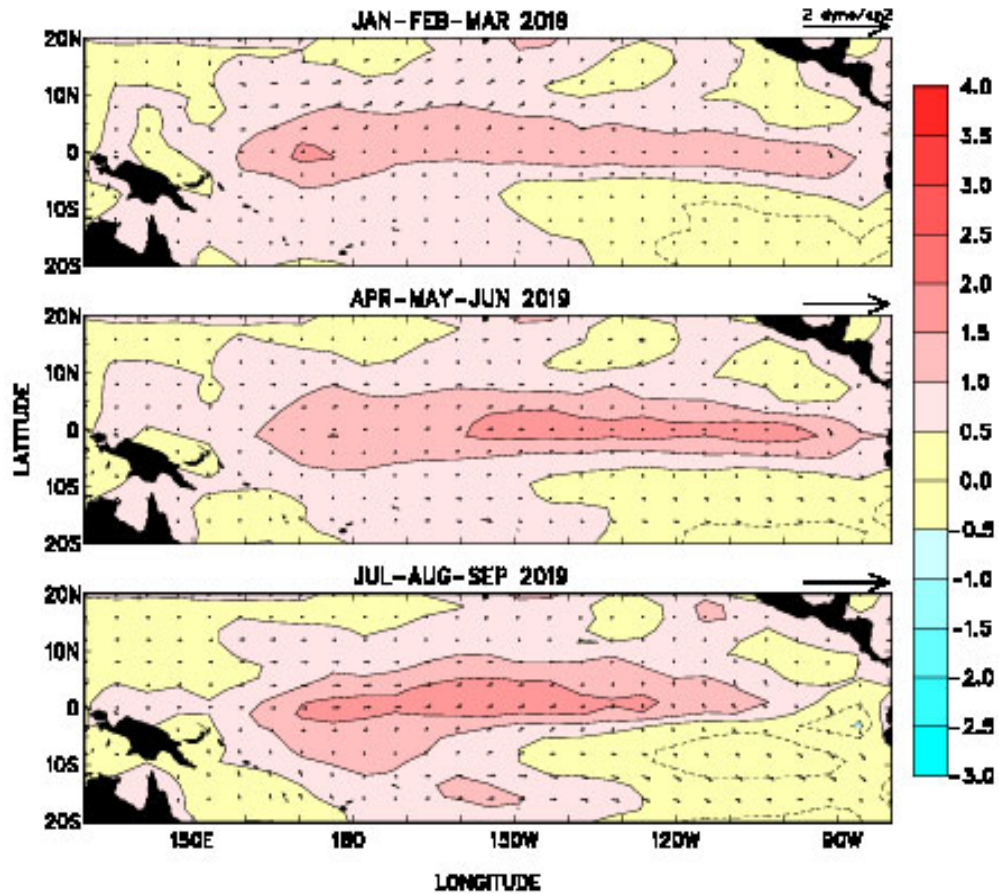 JAN-FEB-MAR 2019
2 dyne/cm2
20N
10N
0
10S
20S
APR-MAY-JUN 2019
20N
10N
0
10S
20S
JUL-AUG-SEP 2019
20N
10N
0
10S
20S
150E 180 150W 120W 90W
LATITUDE
LONGITUDE
4.0
3.5
3.0
2.5
2.0
1.5
1.0
0.5
0.0
-0.5
-1.0
-1.5
-2.0
-2.5
-3.0